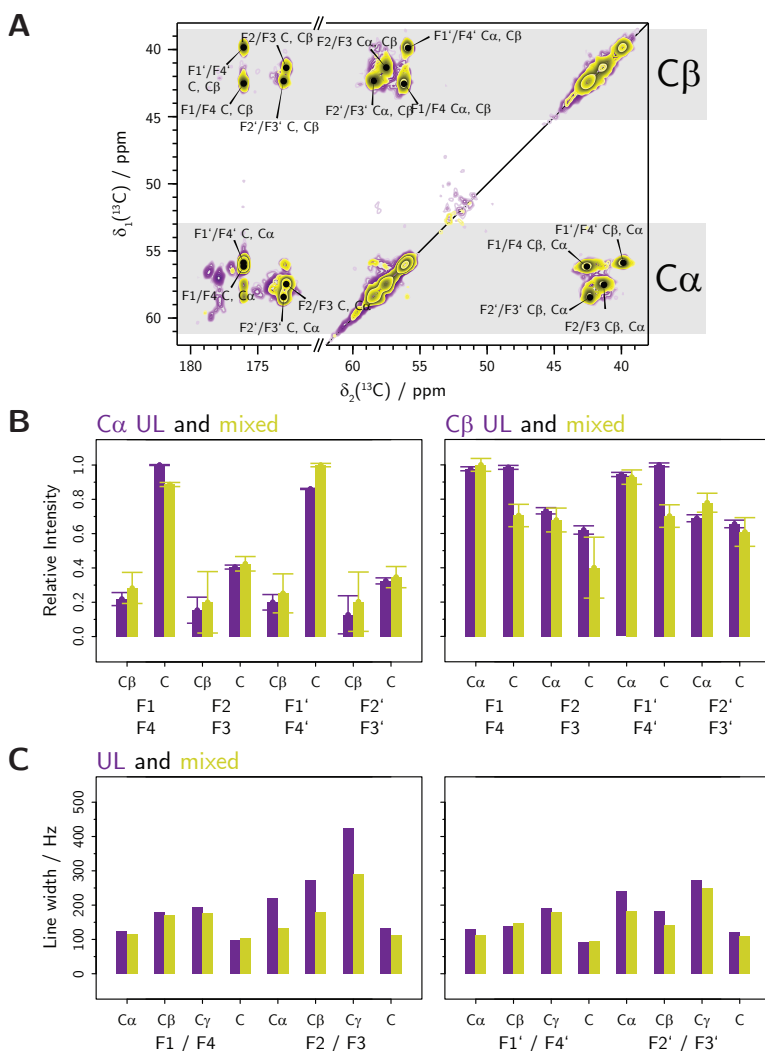 A
F2/F3 C, Cβ
F2/F3 Cα, Cβ
F1‘/F4‘ Cα, Cβ
F1‘/F4‘
C, Cβ
F1/F4 C, Cβ
F2‘/F3‘ C, Cβ
F2‘/F3‘ Cα, Cβ
F1/F4 Cα, Cβ
Cβ
40
45
50
55
60
δ1(13C) / ppm
F1‘/F4‘ C, Cα
F1/F4 C, Cα
F2/F3 C, Cα
F2‘/F3‘ C, Cα
F1‘/F4‘ Cβ, Cα
F1/F4 Cβ, Cα
F2‘/F3‘ Cβ, Cα
F2/F3 Cβ, Cα
Cα
180 175 60 55 50 45 40
δ2(13C) / ppm
B
Cα UL and mixed
Cβ UL and mixed
Relative Intensity
1.0
0.8
0.6
0.4
0.2
0.0
Cβ C Cβ C Cβ C Cβ C
F1 F2 F1‘ F2‘
F4 F3 F4‘ F3‘
Cα C Cα C Cα C Cα C
F1 F2 F1‘ F2‘
F4 F3 F4‘ F3‘
C
UL and mixed
Line width / Hz
500
400
300
200
100
0
Cα Cβ Cγ C Cα Cβ Cγ C
F1 / F4 F2 / F3
Cα Cβ Cγ C Cα Cβ Cγ C
F1‘ / F4‘ F2‘ / F3‘